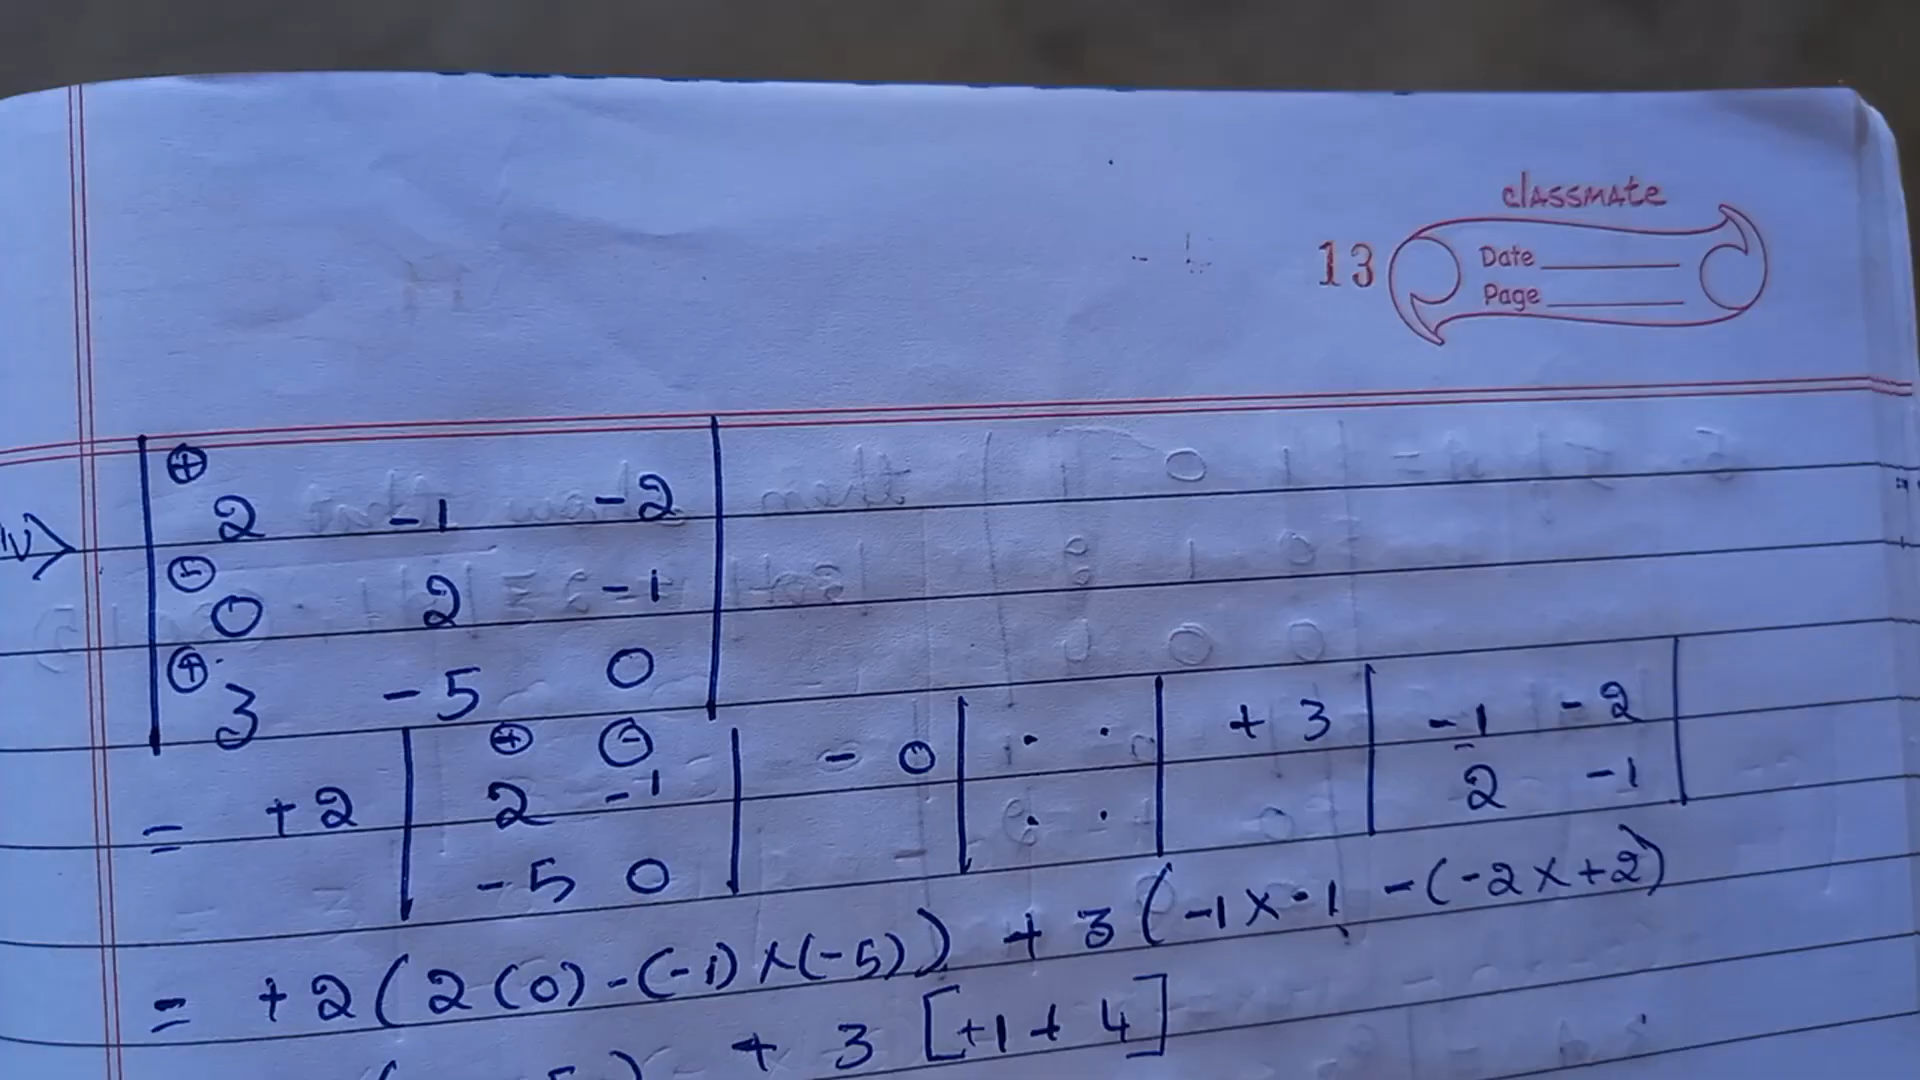 classmate
13
Date
Page
iv>
⊕
2 -1 -2
⊖
0 2 -1
⊕
3 -5 0
= +2 | ⊕ ⊖ | - 0 | . . | + 3 | -1 -2 |
2 -1 . . 2 -1
-5 0
= +2 ( 2 (0) - (-1) × (-5) ) + 3 ( -1 × -1 - (-2 × +2)
+ 3 [+1 + 4]